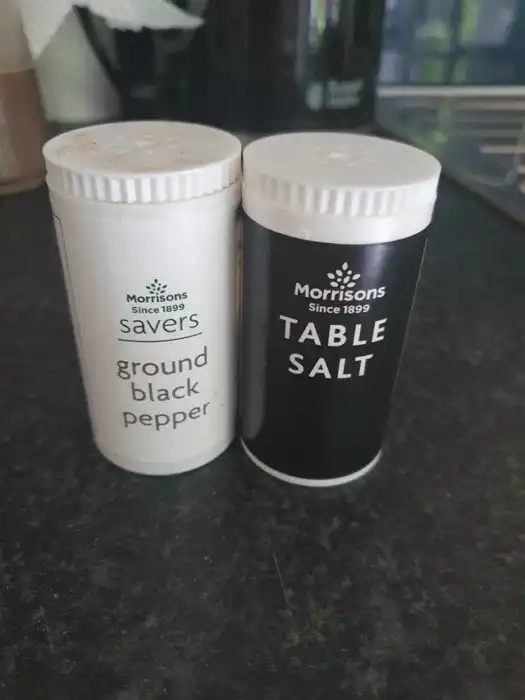 Morrisons
Since 1899
savers
ground
black
pepper
Morrisons
Since 1899
TABLE
SALT